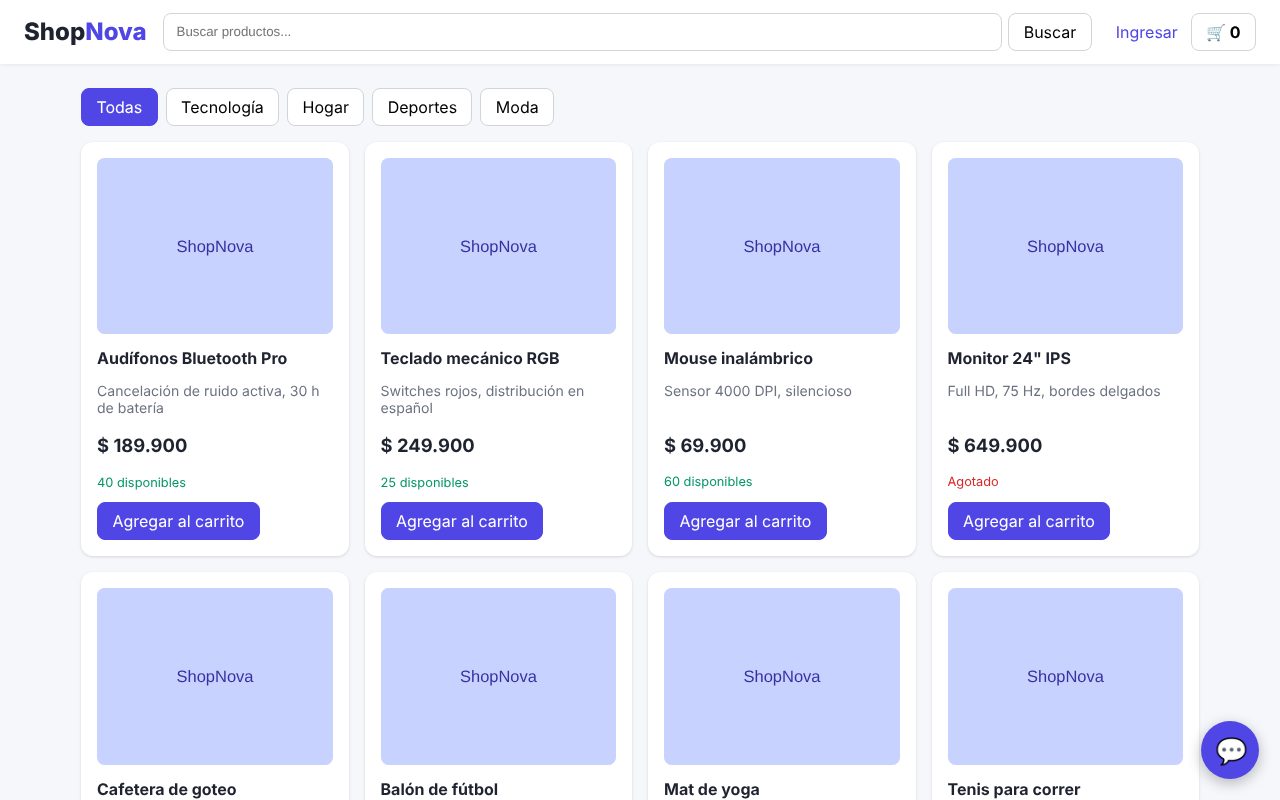 ShopNova
Buscar productos...
Buscar
Ingresar
0
Todas
Tecnología
Hogar
Deportes
Moda
ShopNova
ShopNova
ShopNova
ShopNova
Audífonos Bluetooth Pro
Cancelación de ruido activa, 30 h
de batería
$ 189.900
40 disponibles
Agregar al carrito
Teclado mecánico RGB
Switches rojos, distribución en
español
$ 249.900
25 disponibles
Agregar al carrito
Mouse inalámbrico
Sensor 4000 DPI, silencioso
$ 69.900
60 disponibles
Agregar al carrito
Monitor 24" IPS
Full HD, 75 Hz, bordes delgados
$ 649.900
Agotado
Agregar al carrito
ShopNova
ShopNova
ShopNova
ShopNova
Cafetera de goteo
Balón de fútbol
Mat de yoga
Tenis para correr